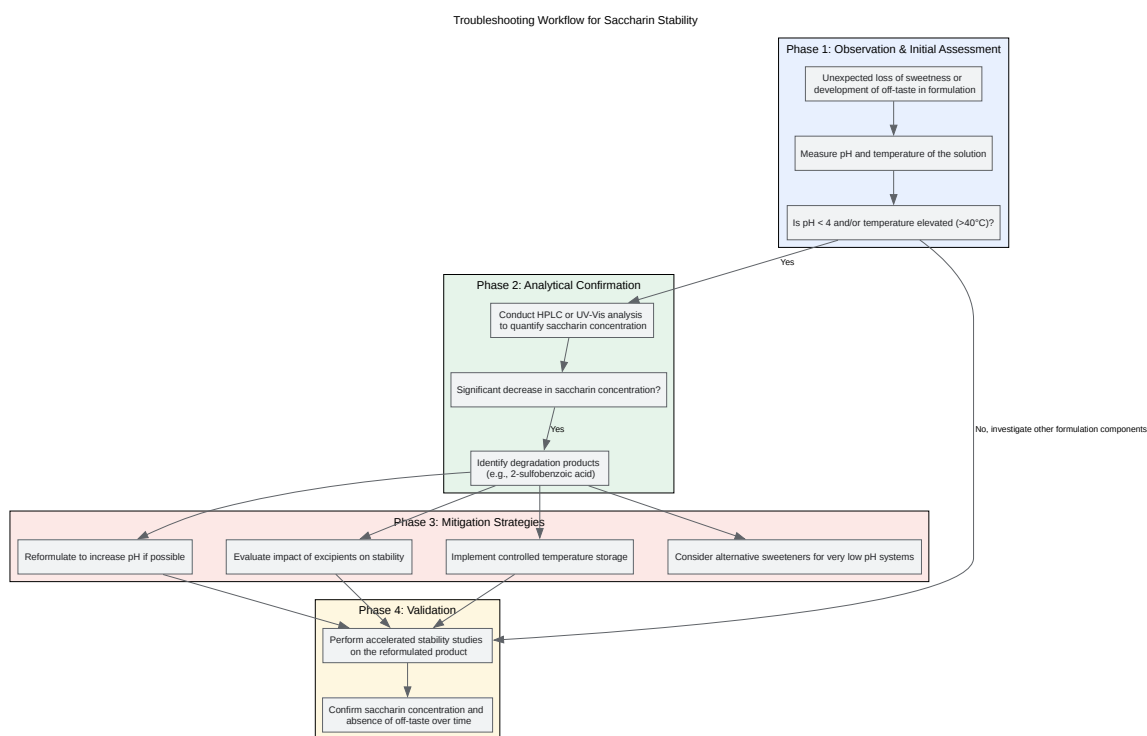 Troubleshooting Workflow for Saccharin Stability
Phase 1: Observation & Initial Assessment
Unexpected loss of sweetness or
development of off-taste in formulation
Measure pH and temperature of the solution
Is pH < 4 and/or temperature elevated (>40°C)?
Yes
Phase 2: Analytical Confirmation
Conduct HPLC or UV-Vis analysis
to quantify saccharin concentration
Significant decrease in saccharin concentration?
Yes
No, investigate other formulation components
Identify degradation products
(e.g., 2-sulfobenzoic acid)
Phase 3: Mitigation Strategies
Reformulate to increase pH if possible
Evaluate impact of excipients on stability
Implement controlled temperature storage
Consider alternative sweeteners for very low pH systems
Phase 4: Validation
Perform accelerated stability studies
on the reformulated product
Confirm saccharin concentration and
absence of off-taste over time